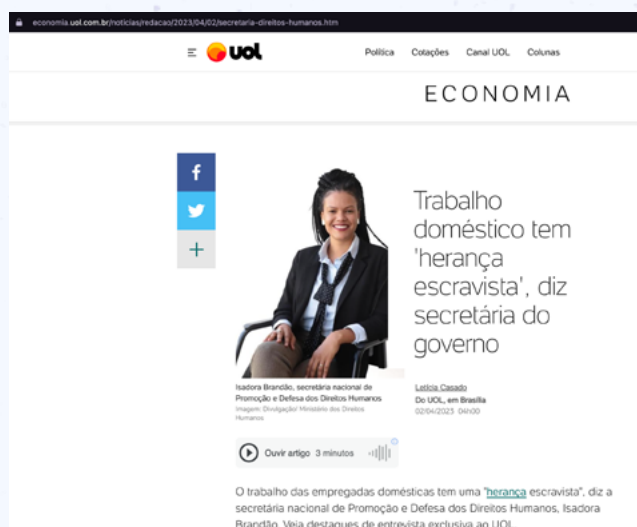 economia.uol.com.br/noticias/redacao/2023/04/02/secretaria-direitos-humanos.htm
UOL
Política Cotações Canal UOL Colunas
ECONOMIA
Trabalho
doméstico tem
'herança
escravista', diz
secretária do
governo
Isadora Brandão, secretária nacional de
Promoção e Defesa dos Direitos Humanos
Imagem: Divulgação/ Ministério dos Direitos
Humanos
Letícia Casado
Do UOL, em Brasília
02/04/2023 04h00
Ouvir artigo 3 minutos
O trabalho das empregadas domésticas tem uma "herança escravista", diz a
secretária nacional de Promoção e Defesa dos Direitos Humanos, Isadora
Brandão. Veja destaques de entrevista exclusiva ao UOL.